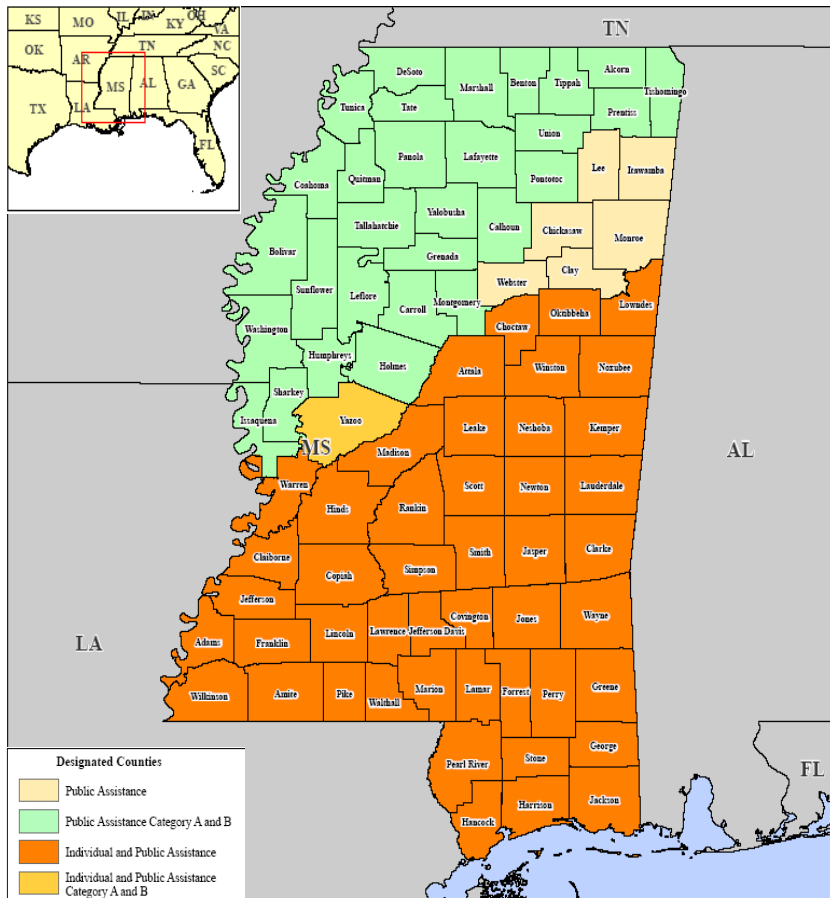 KS
MO
IL
IN
OH
KY
VA
OK
AR
TN
NC
SC
TX
LA
MS
AL
GA
FL
TN
DeSoto
Marshall
Benton
Tippah
Alcorn
Tishomingo
Tunica
Tate
Prentiss
Union
Panola
Lafayette
Lee
Itawamba
Coahoma
Quitman
Pontotoc
Tallahatchie
Yalobusha
Calhoun
Chickasaw
Monroe
Bolivar
Grenada
Clay
Sunflower
Leflore
Webster
Carroll
Montgomery
Lowndes
Washington
Choctaw
Oktibbeha
Humphreys
Holmes
Attala
Winston
Noxubee
Sharkey
Issaquena
Yazoo
Leake
Neshoba
Kemper
MS
Madison
AL
Warren
Scott
Newton
Lauderdale
Hinds
Rankin
Claiborne
Smith
Jasper
Clarke
Copiah
Simpson
Jefferson
Covington
Jones
Wayne
LA
Adams
Franklin
Lincoln
Lawrence
Jefferson Davis
Wilkinson
Amite
Pike
Walthall
Marion
Lamar
Forrest
Perry
Greene
George
Pearl River
Stone
FL
Hancock
Harrison
Jackson
Designated Counties
Public Assistance
Public Assistance Category A and B
Individual and Public Assistance
Individual and Public Assistance
Category A and B